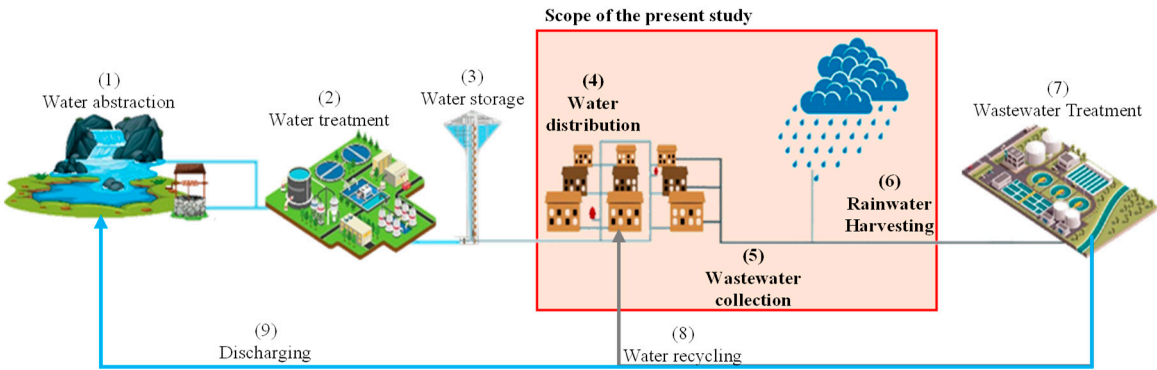 Scope of the present study
(1)
Water abstraction
(2)
Water treatment
(3)
Water storage
(4)
Water
distribution
(5)
Wastewater
collection
(6)
Rainwater
Harvesting
(7)
Wastewater Treatment
(8)
Water recycling
(9)
Discharging